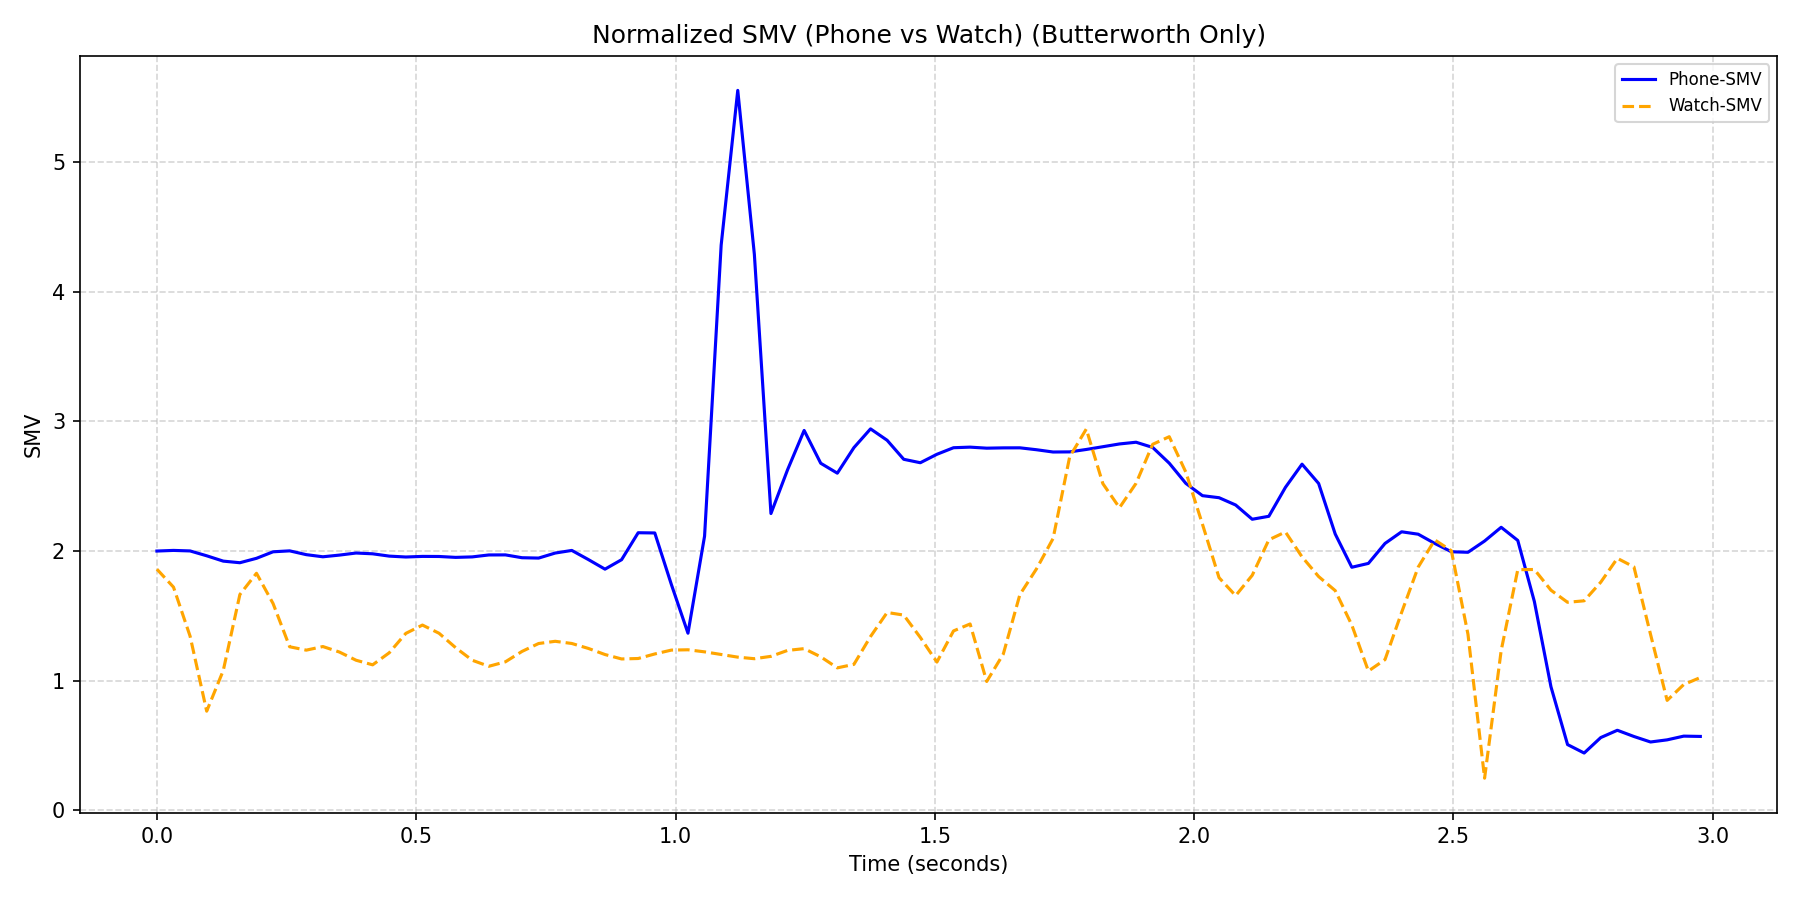 Normalized SMV (Phone vs Watch) (Butterworth Only)
Phone-SMV
Watch-SMV
SMV
5
4
3
2
1
0
0.0 0.5 1.0 1.5 2.0 2.5 3.0
Time (seconds)